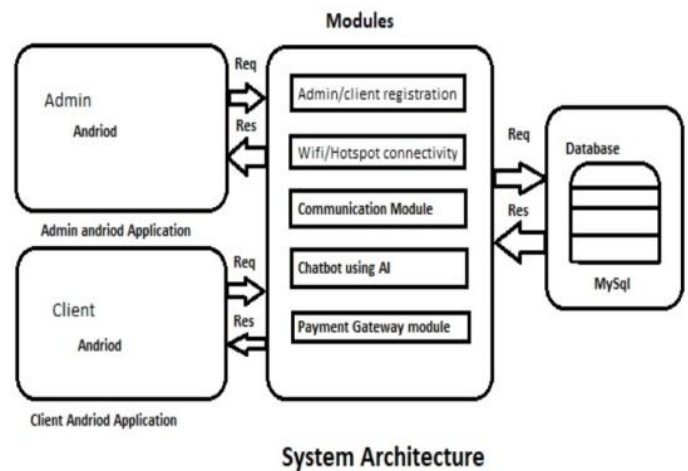 Modules
Admin
Andriod
Admin andriod Application
Req
Res
Client
Andriod
Client Andriod Application
Req
Res
Admin/client registration
Wifi/Hotspot connectivity
Communication Module
Chatbot using AI
Payment Gateway module
Req
Res
Database
MySql
System Architecture